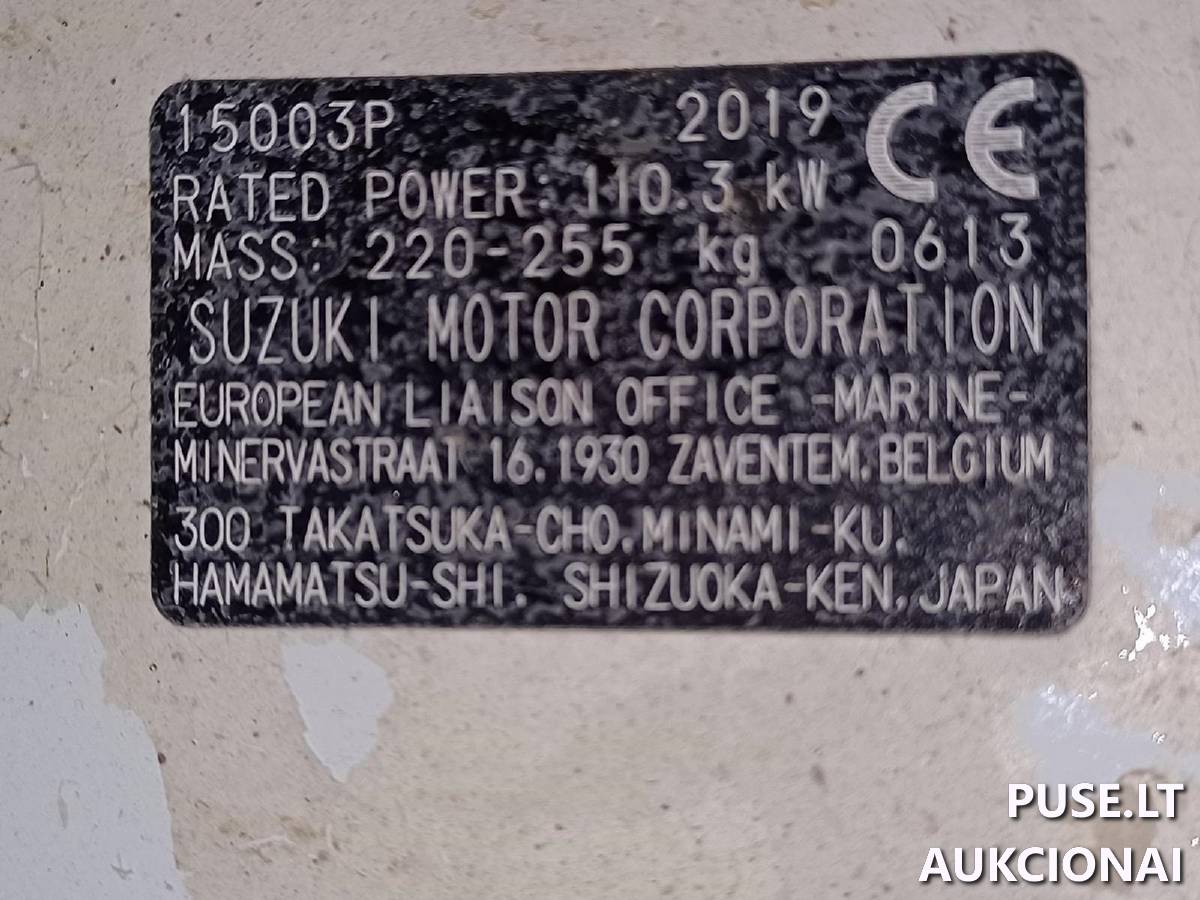 15003P 2019 CE
RATED POWER: 110.3 kW
MASS: 220-255 kg 0613
SUZUKI MOTOR CORPORATION
EUROPEAN LIAISON OFFICE -MARINE-
MINERVASTRAAT 16.1930 ZAVENTEM.BELGIUM
300 TAKATSUKA-CHO.MINAMI-KU.
HAMAMATSU-SHI. SHIZUOKA-KEN.JAPAN
PUSE.LT
AUKCIONAI